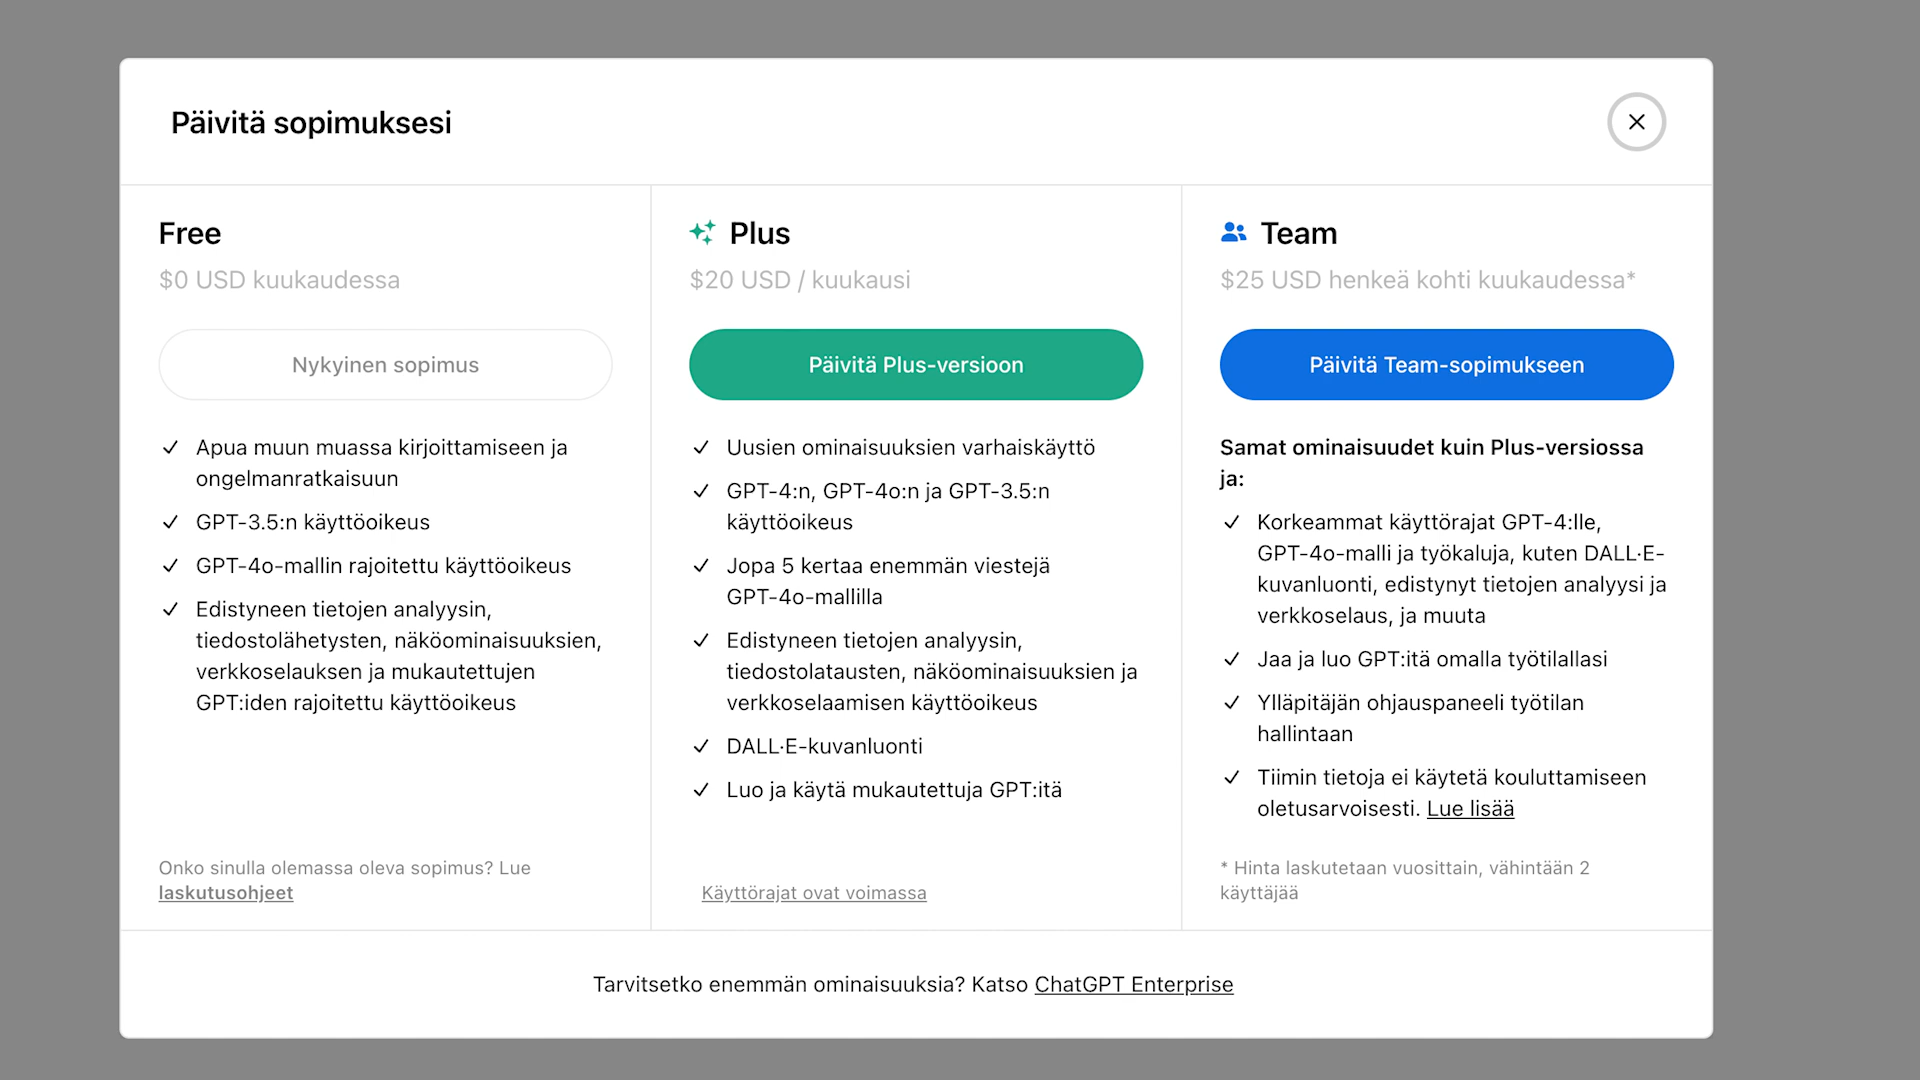 Päivitä sopimuksesi
Free
$0 USD kuukaudessa
Nykyinen sopimus
Apua muun muassa kirjoittamiseen ja
ongelmanratkaisuun
GPT-3.5:n käyttöoikeus
GPT-4o-mallin rajoitettu käyttöoikeus
Edistyneen tietojen analyysin,
tiedostolähetysten, näköominaisuuksien,
verkkoselauksen ja mukautettujen
GPT:iden rajoitettu käyttöoikeus
Onko sinulla olemassa oleva sopimus? Lue
laskutusohjeet
Plus
$20 USD / kuukausi
Päivitä Plus-versioon
Uusien ominaisuuksien varhaiskäyttö
GPT-4:n, GPT-4o:n ja GPT-3.5:n
käyttöoikeus
Jopa 5 kertaa enemmän viestejä
GPT-4o-mallilla
Edistyneen tietojen analyysin,
tiedostolatausten, näköominaisuuksien ja
verkkoselaamisen käyttöoikeus
DALL·E-kuvanluonti
Luo ja käytä mukautettuja GPT:itä
Käyttörajat ovat voimassa
Team
$25 USD henkeä kohti kuukaudessa*
Päivitä Team-sopimukseen
Samat ominaisuudet kuin Plus-versiossa
ja:
Korkeammat käyttörajat GPT-4:lle,
GPT-4o-malli ja työkaluja, kuten DALL·E-
kuvanluonti, edistynyt tietojen analyysi ja
verkkoselaus, ja muuta
Jaa ja luo GPT:itä omalla työtilallasi
Ylläpitäjän ohjauspaneeli työtilan
hallintaan
Tiimin tietoja ei käytetä kouluttamiseen
oletusarvoisesti. Lue lisää
* Hinta laskutetaan vuosittain, vähintään 2
käyttäjää
Tarvitsetko enemmän ominaisuuksia? Katso ChatGPT Enterprise